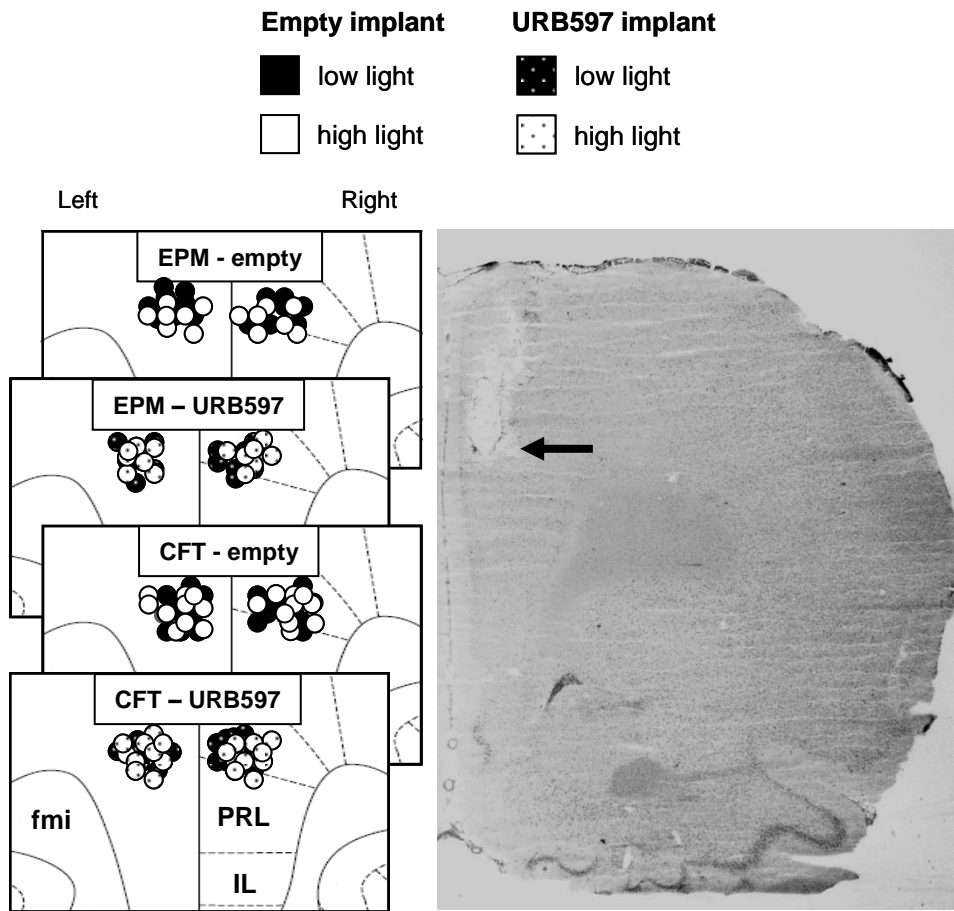 Empty implant URB597 implant
low light low light
high light high light
Left Right
EPM - empty
EPM – URB597
CFT - empty
CFT – URB597
fmi PRL
IL